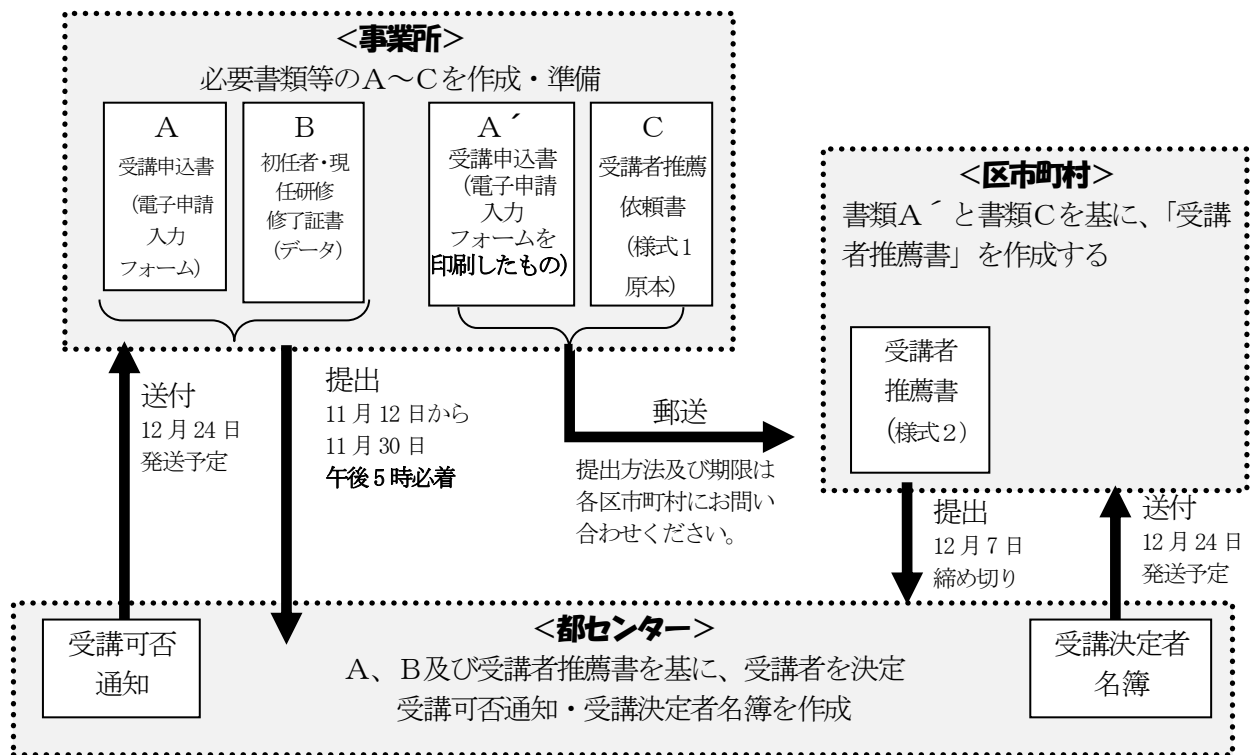 <事業所>
必要書類等のＡ～Ｃを作成・準備
Ａ
受講申込書
(電子申請
入力
フォーム)
Ｂ
初任者・現
任研修
修了証書
(データ)
Ａ´
受講申込書
(電子申請
入力
フォームを
印刷したもの)
Ｃ
受講者推薦
依頼書
(様式１
原本)
<区市町村>
書類Ａ´と書類Ｃを基に、「受講
者推薦書」を作成する
受講者
推薦書
(様式２)
送付
12月24日
発送予定
提出
11月12日から
11月30日
午後5時必着
郵送
提出方法及び期限は
各区市町村にお問い
合わせください。
提出
12月7日
締め切り
送付
12月24日
発送予定
<都センター>
受講可否
通知
Ａ、Ｂ及び受講者推薦書を基に、受講者を決定
受講可否通知・受講決定者名簿を作成
受講決定者
名簿